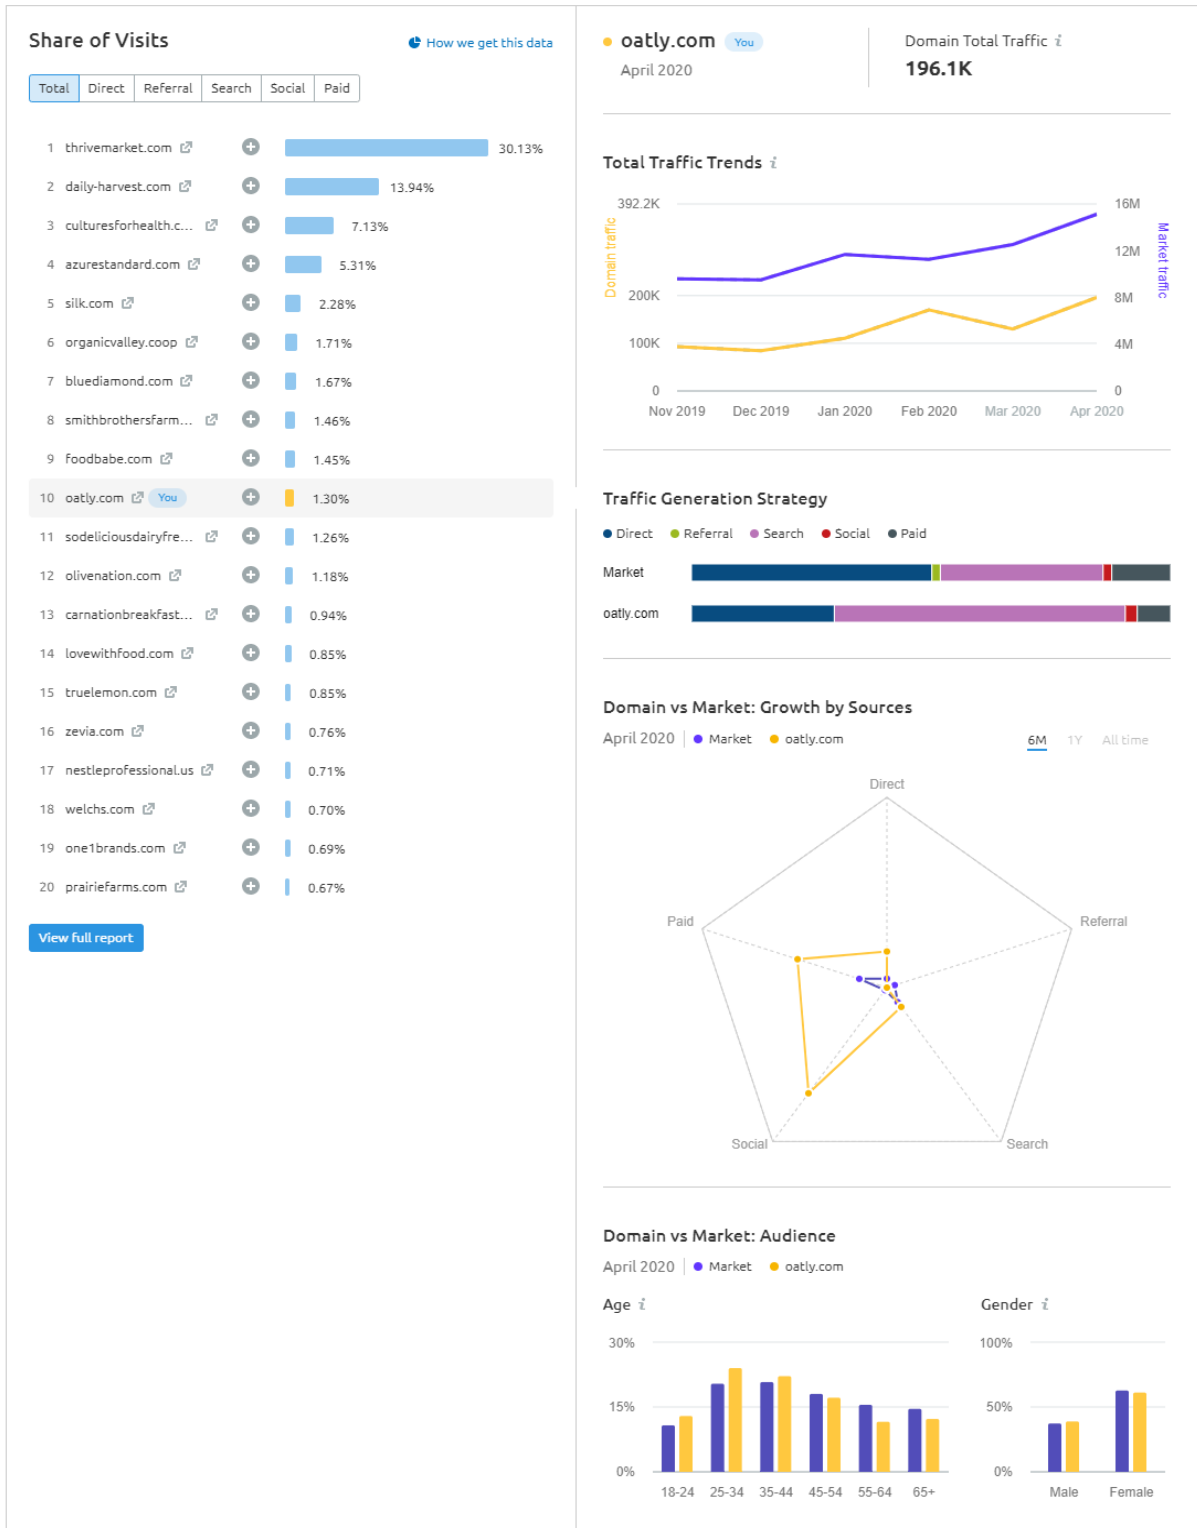 Share of Visits
How we get this data
Total Direct Referral Search Social Paid
1 thrivemarket.com 30.13%
2 daily-harvest.com 13.94%
3 culturesforhealth.c... 7.13%
4 azurestandard.com 5.31%
5 silk.com 2.28%
6 organicvalley.coop 1.71%
7 bluediamond.com 1.67%
8 smithbrothersfarm... 1.46%
9 foodbabe.com 1.45%
10 oatly.com You 1.30%
11 sodeliciousdairyfre... 1.26%
12 olivenation.com 1.18%
13 carnationbreakfast... 0.94%
14 lovewithfood.com 0.85%
15 truelemon.com 0.85%
16 zevia.com 0.76%
17 nestleprofessional.us 0.71%
18 welchs.com 0.70%
19 one1brands.com 0.69%
20 prairiefarms.com 0.67%
View full report
oatly.com You
April 2020
Domain Total Traffic i
196.1K
Total Traffic Trends i
392.2K 16M
12M
200K 8M
100K 4M
0 0
Domain traffic
Market traffic
Nov 2019 Dec 2019 Jan 2020 Feb 2020 Mar 2020 Apr 2020
Traffic Generation Strategy
Direct Referral Search Social Paid
Market
oatly.com
Domain vs Market: Growth by Sources
April 2020 Market oatly.com 6M 1Y All time
Direct
Paid Referral
Social Search
Domain vs Market: Audience
April 2020 Market oatly.com
Age i
30%
15%
0%
18-24 25-34 35-44 45-54 55-64 65+
Gender i
100%
50%
0%
Male Female